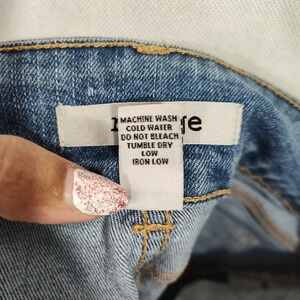 MACHINE WASH
COLD WATER
DO NOT BLEACH
TUMBLE DRY
LOW
IRON LOW